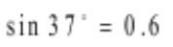 sin 37° = 0.6